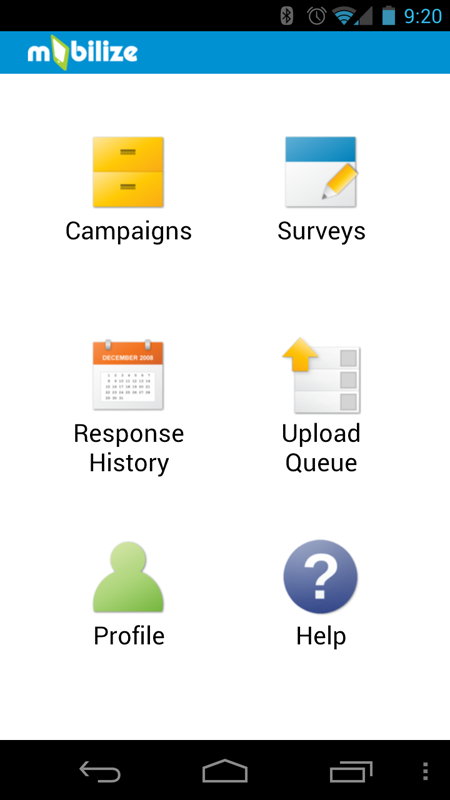 9:20
mobilize
Campaigns
Surveys
DECEMBER 2008
Response
History
Upload
Queue
?
Profile
Help